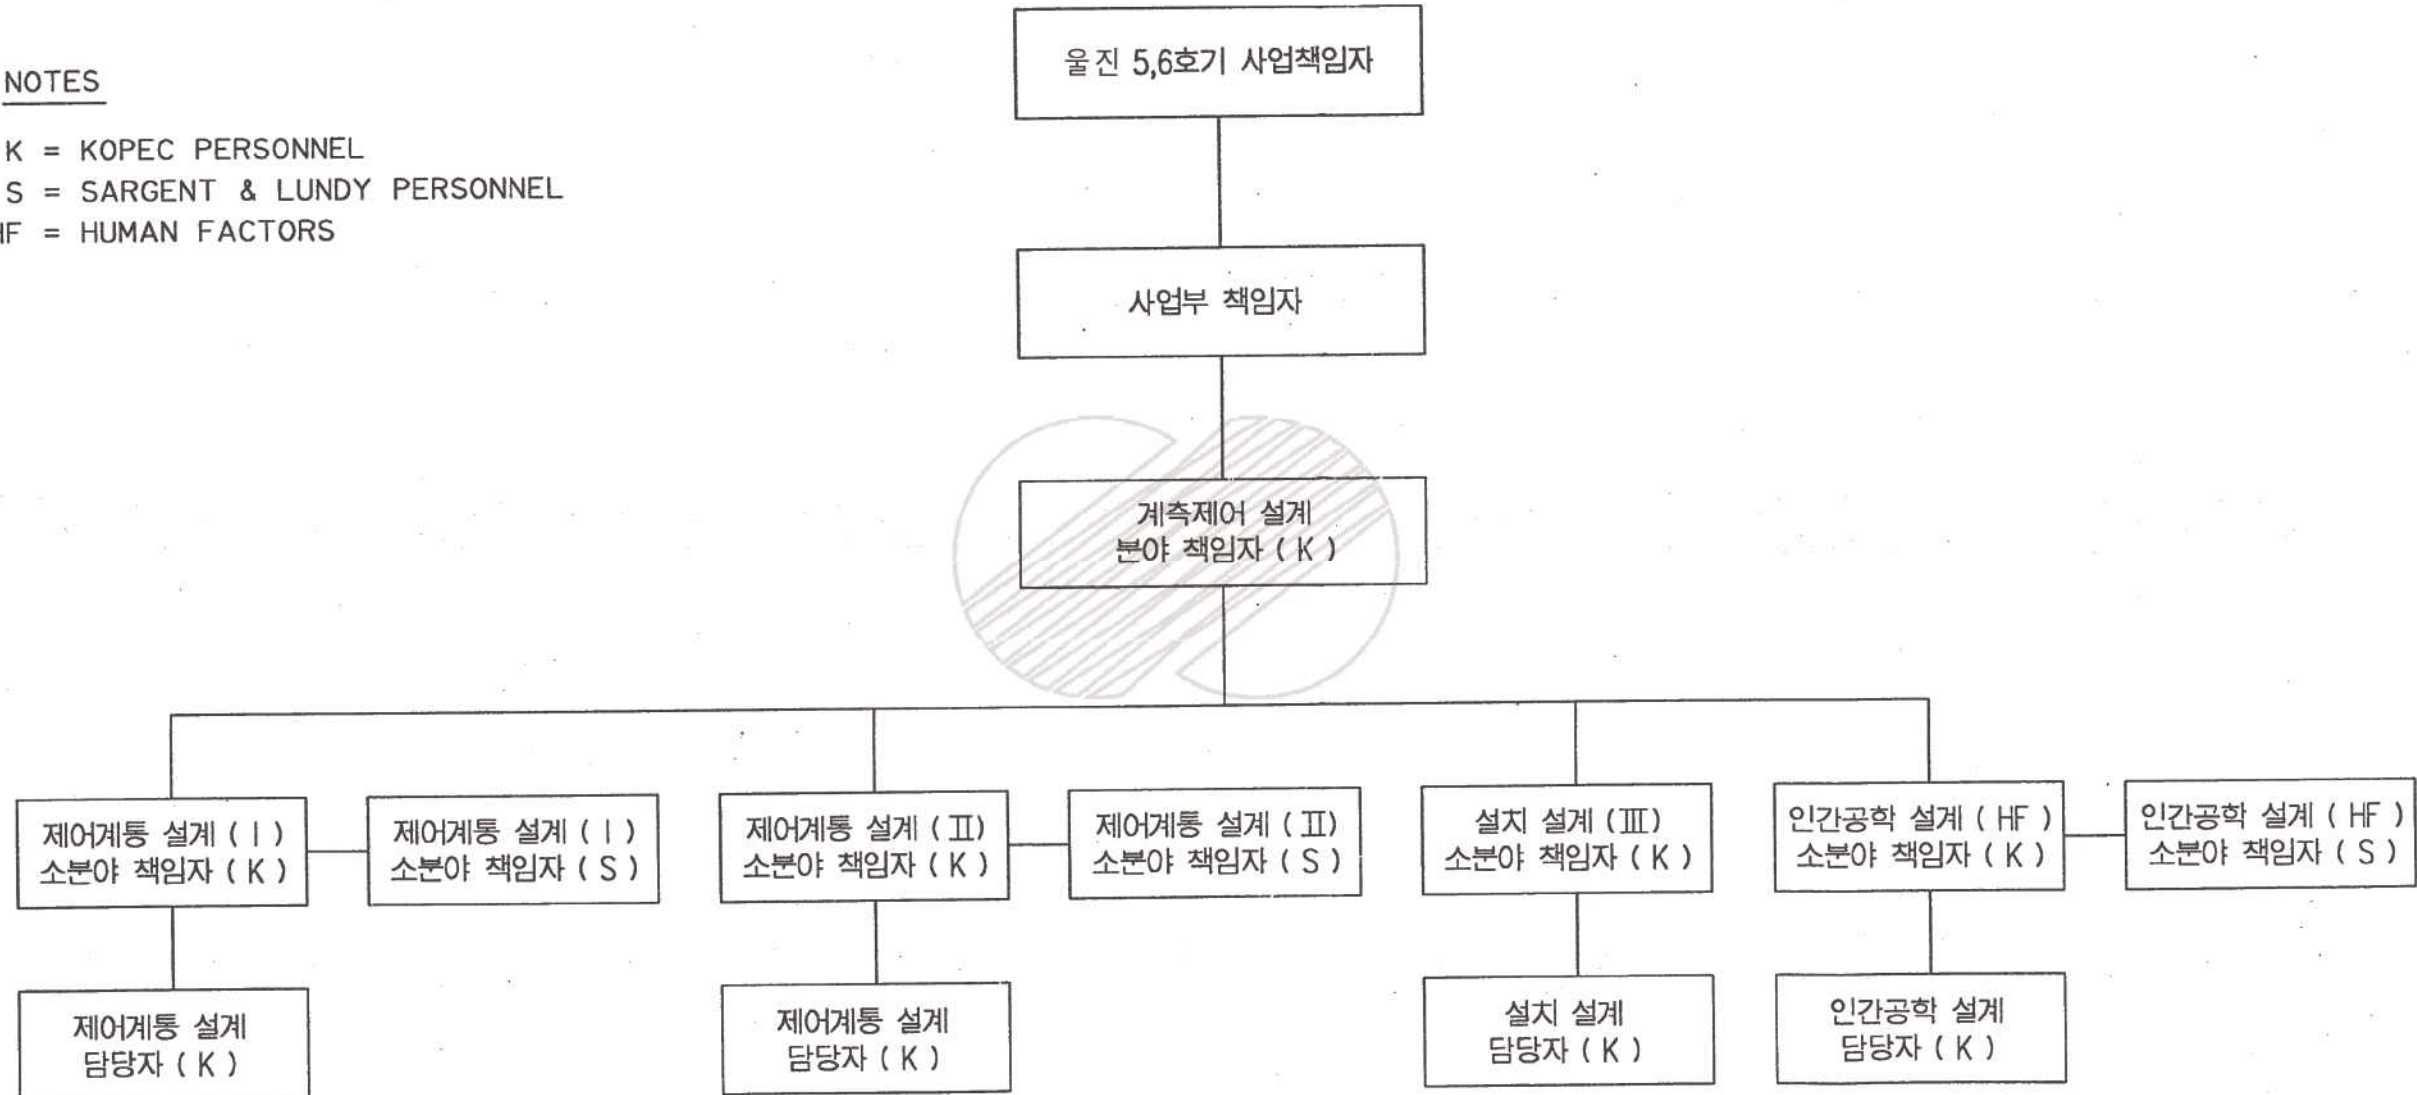 NOTES
K = KOPEC PERSONNEL
S = SARGENT & LUNDY PERSONNEL
HF = HUMAN FACTORS
울진 5,6호기 사업책임자
사업부 책임자
계측제어 설계
분야 책임자 ( K )
제어계통 설계 ( I )
소분야 책임자 ( K )
제어계통 설계 ( I )
소분야 책임자 ( S )
제어계통 설계 ( II )
소분야 책임자 ( K )
제어계통 설계 ( II )
소분야 책임자 ( S )
설치 설계 ( III )
소분야 책임자 ( K )
인간공학 설계 ( HF )
소분야 책임자 ( K )
인간공학 설계 ( HF )
소분야 책임자 ( S )
제어계통 설계
담당자 ( K )
제어계통 설계
담당자 ( K )
설치 설계
담당자 ( K )
인간공학 설계
담당자 ( K )